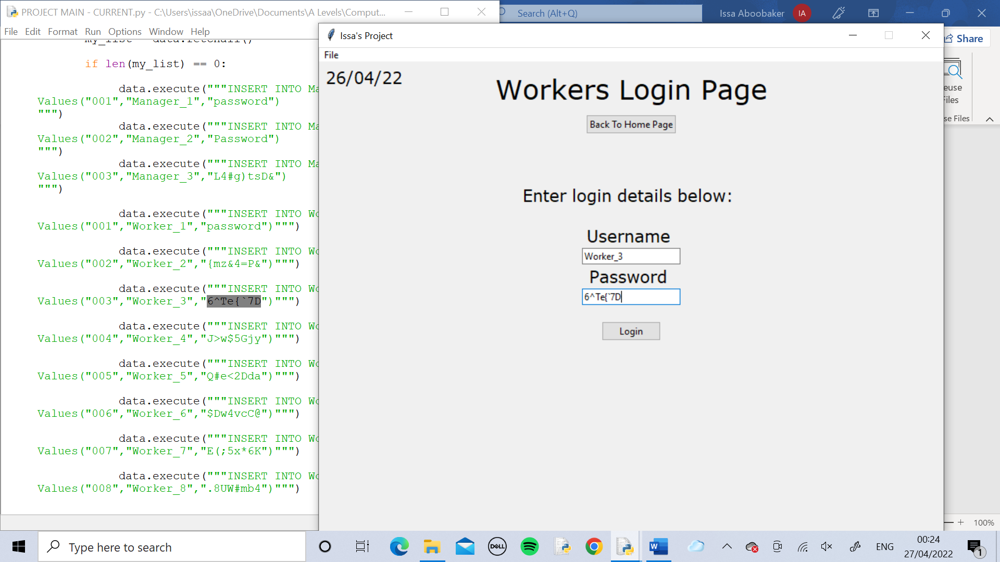 PROJECT MAIN - CURRENT.py - C:\Users\issaa\OneDrive\Documents\A Levels\Comput...
File Edit Format Run Options Window Help
my_list = data.fetchall()
if len(my_list) == 0:
data.execute("""INSERT INTO Ma
Values("001","Manager_1","password")
""")
data.execute("""INSERT INTO Ma
Values("002","Manager_2","Password")
""")
data.execute("""INSERT INTO Ma
Values("003","Manager_3","L4#g)tsD&")
""")
data.execute("""INSERT INTO Wo
Values("001","Worker_1","password")""")
data.execute("""INSERT INTO Wo
Values("002","Worker_2","{mz&4=P&")""")
data.execute("""INSERT INTO Wo
Values("003","Worker_3","6^Te{`7D")""")
data.execute("""INSERT INTO Wo
Values("004","Worker_4","J>w$5Gjy")""")
data.execute("""INSERT INTO Wo
Values("005","Worker_5","Q#e<2Dda")""")
data.execute("""INSERT INTO Wo
Values("006","Worker_6","$Dw4vcC@")""")
data.execute("""INSERT INTO Wo
Values("007","Worker_7","E(;5x*6K")""")
data.execute("""INSERT INTO Wo
Values("008","Worker_8",".8UW#mb4")""")
Search (Alt+Q)
Issa Aboobaker IA
Share
euse
Files
se Files
Issa's Project
File
26/04/22
Workers Login Page
Back To Home Page
Enter login details below:
Username
Worker_3
Password
6^Te{`7D
Login
100%
Type here to search
DELL
W
ENG
00:24
27/04/2022
1